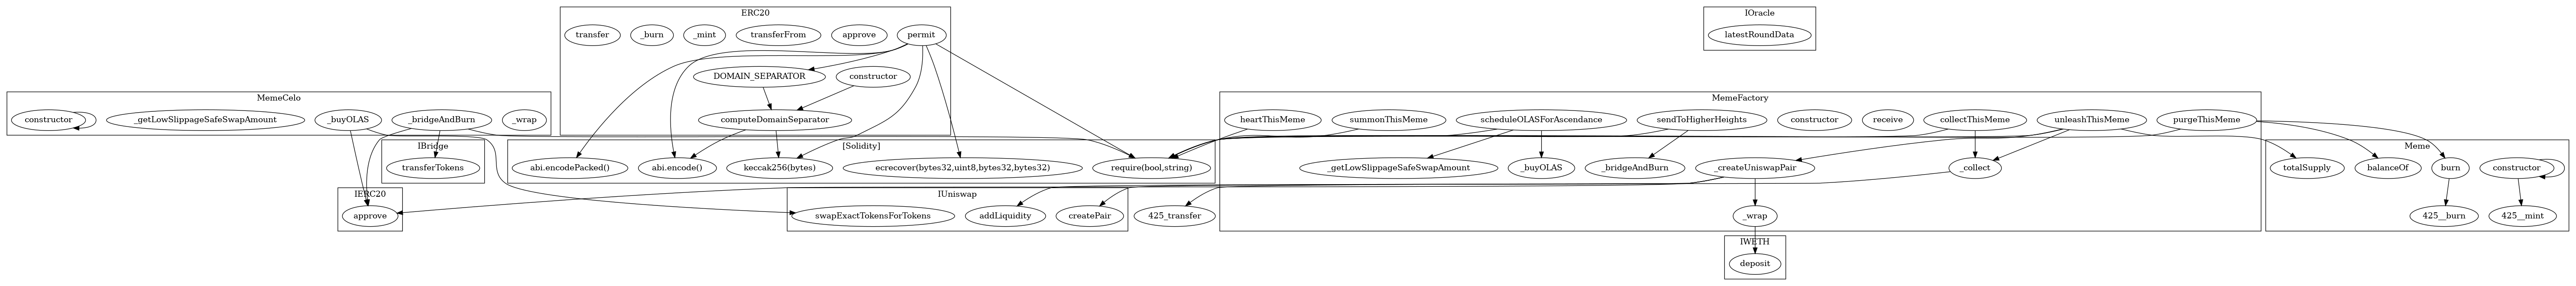 ERC20
IOracle
transfer
_burn
_mint
transferFrom
approve
permit
latestRoundData
DOMAIN_SEPARATOR
constructor
MemeCelo
MemeFactory
constructor
_getLowSlippageSafeSwapAmount
_buyOLAS
_bridgeAndBurn
_wrap
computeDomainSeparator
heartThisMeme
summonThisMeme
scheduleOLASForAscendance
sendToHigherHeights
constructor
receive
collectThisMeme
unleashThisMeme
purgeThisMeme
IBridge
[Solidity]
Meme
transferTokens
abi.encodePacked()
abi.encode()
keccak256(bytes)
ecrecover(bytes32,uint8,bytes32,bytes32)
require(bool,string)
_getLowSlippageSafeSwapAmount
_buyOLAS
_bridgeAndBurn
_createUniswapPair
_collect
totalSupply
balanceOf
burn
constructor
IERC20
IUniswap
approve
swapExactTokensForTokens
addLiquidity
createPair
425_transfer
_wrap
425__burn
425__mint
IWETH
deposit